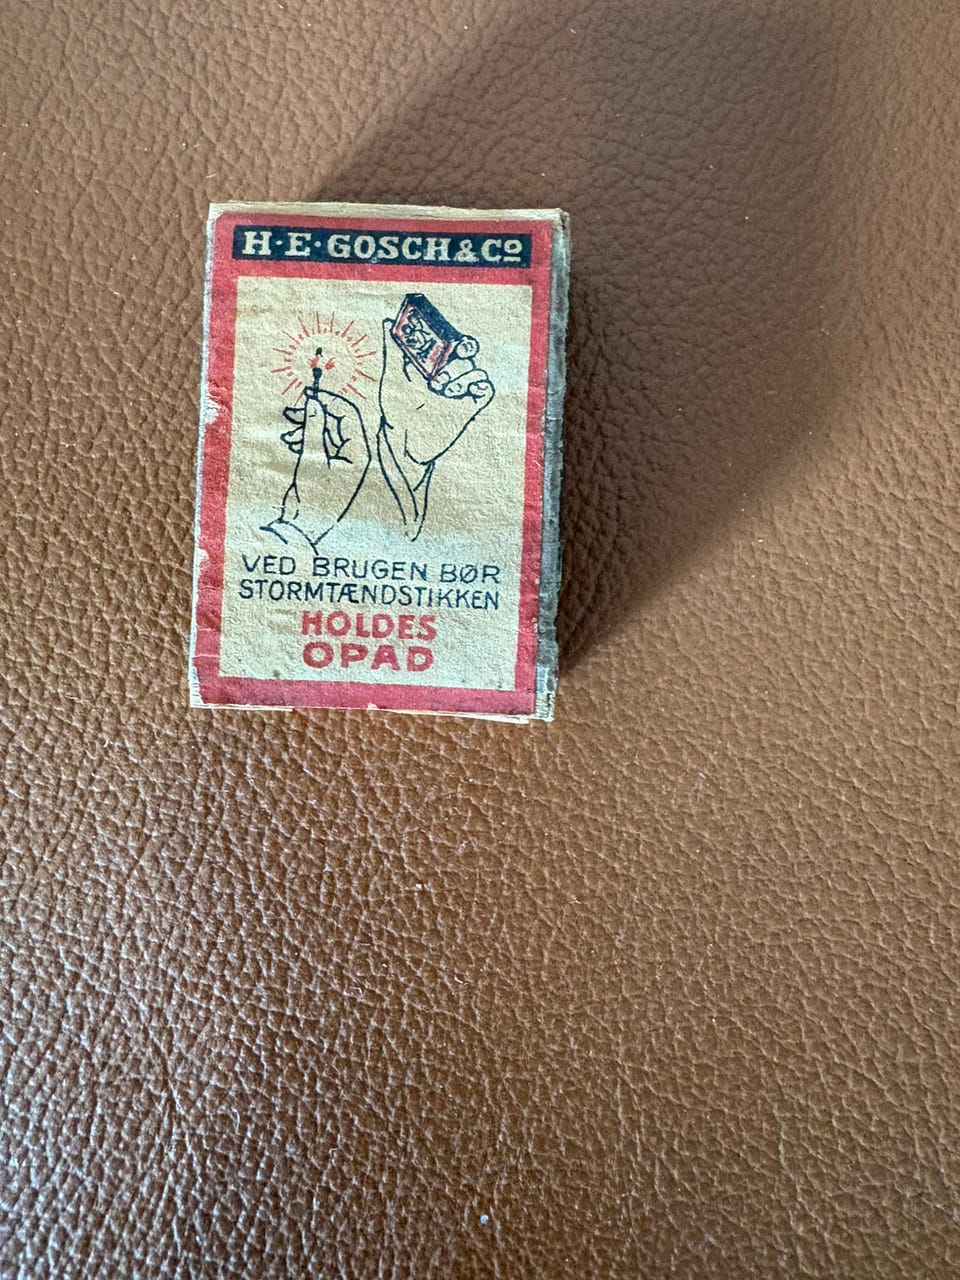 H·E·GOSCH & Cº
VED BRUGEN BØR
STORMTÆNDSTIKKEN
HOLDES
OPAD